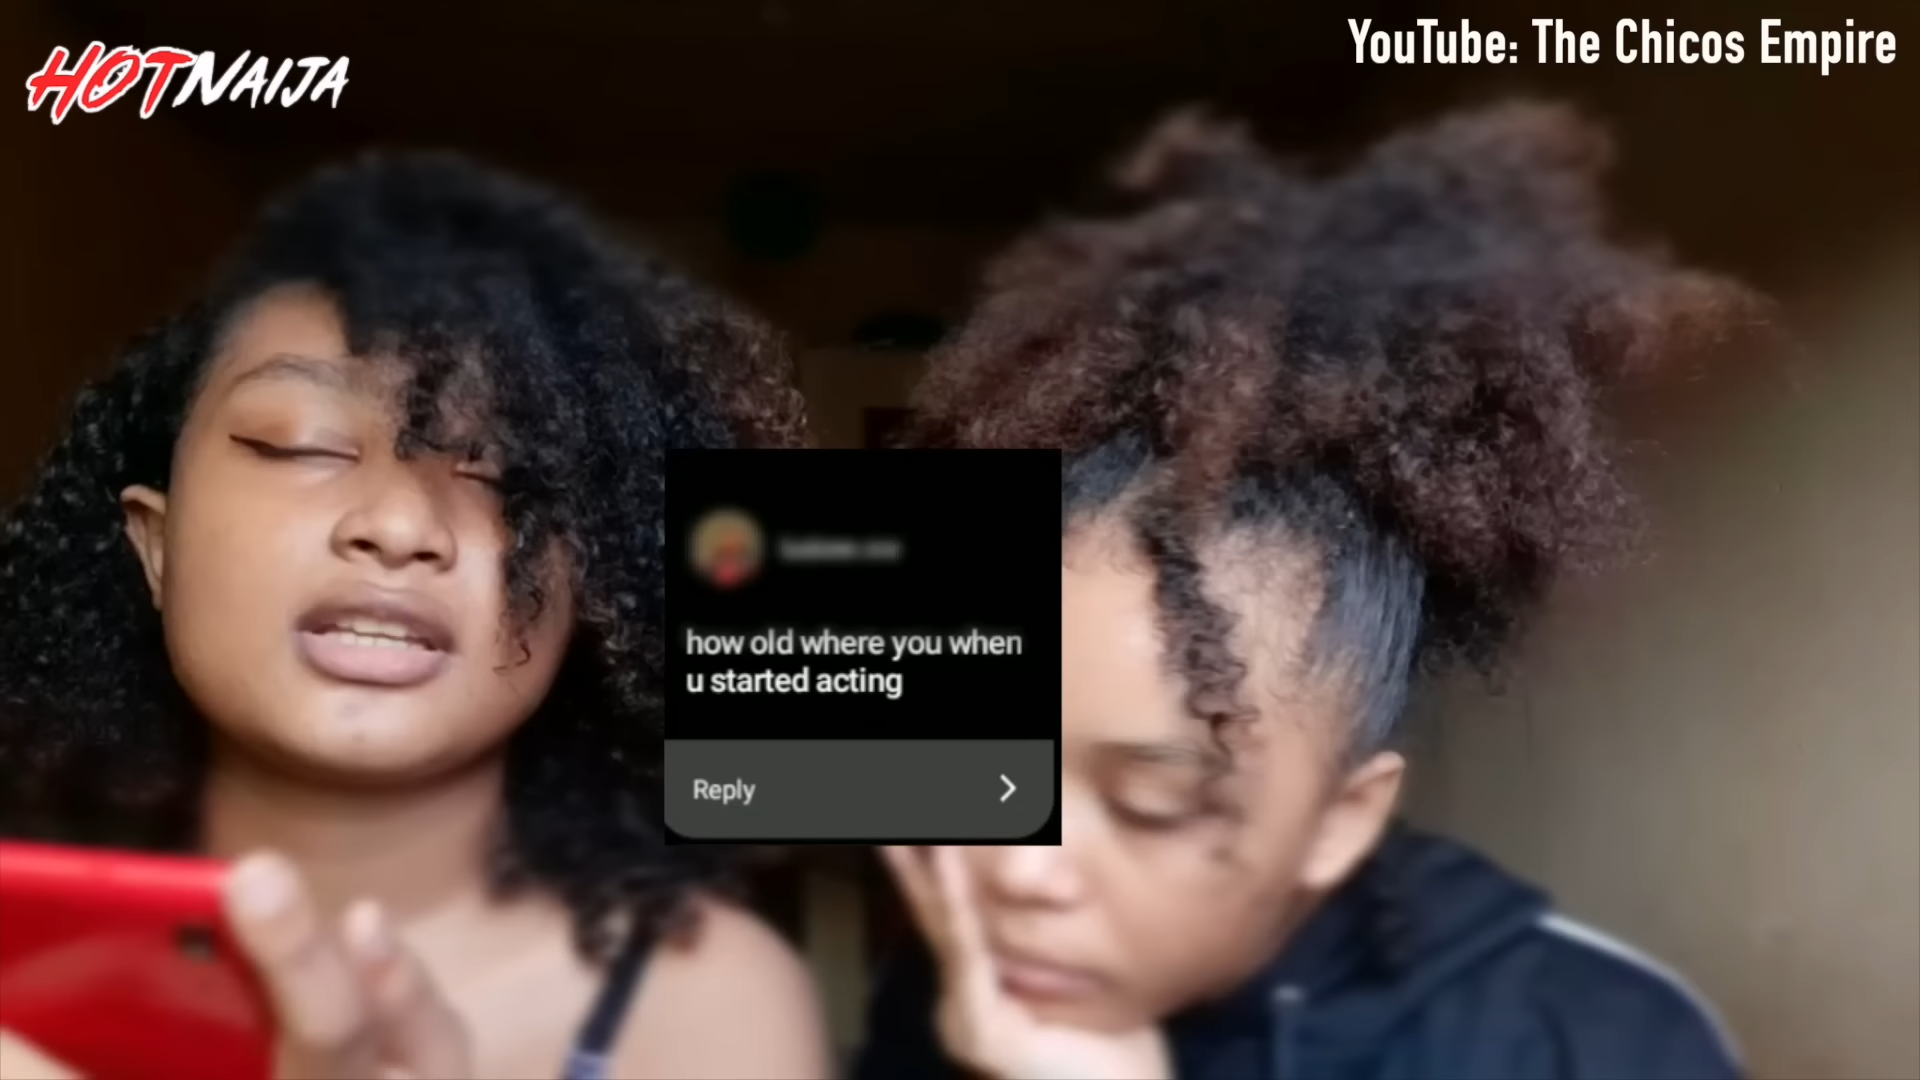 HOTNAIJA
YouTube: The Chicos Empire
how old where you when
u started acting
Reply